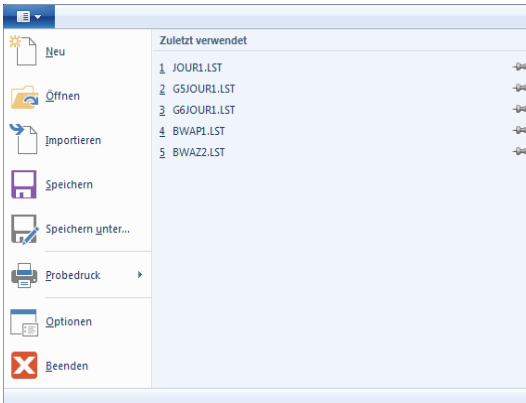 Neu
Öffnen
Importieren
Speichern
Speichern unter...
Probedruck
Optionen
Beenden
Zuletzt verwendet
1 JOUR1.LST
2 G5JOUR1.LST
3 G6JOUR1.LST
4 BWAP1.LST
5 BWAZ2.LST